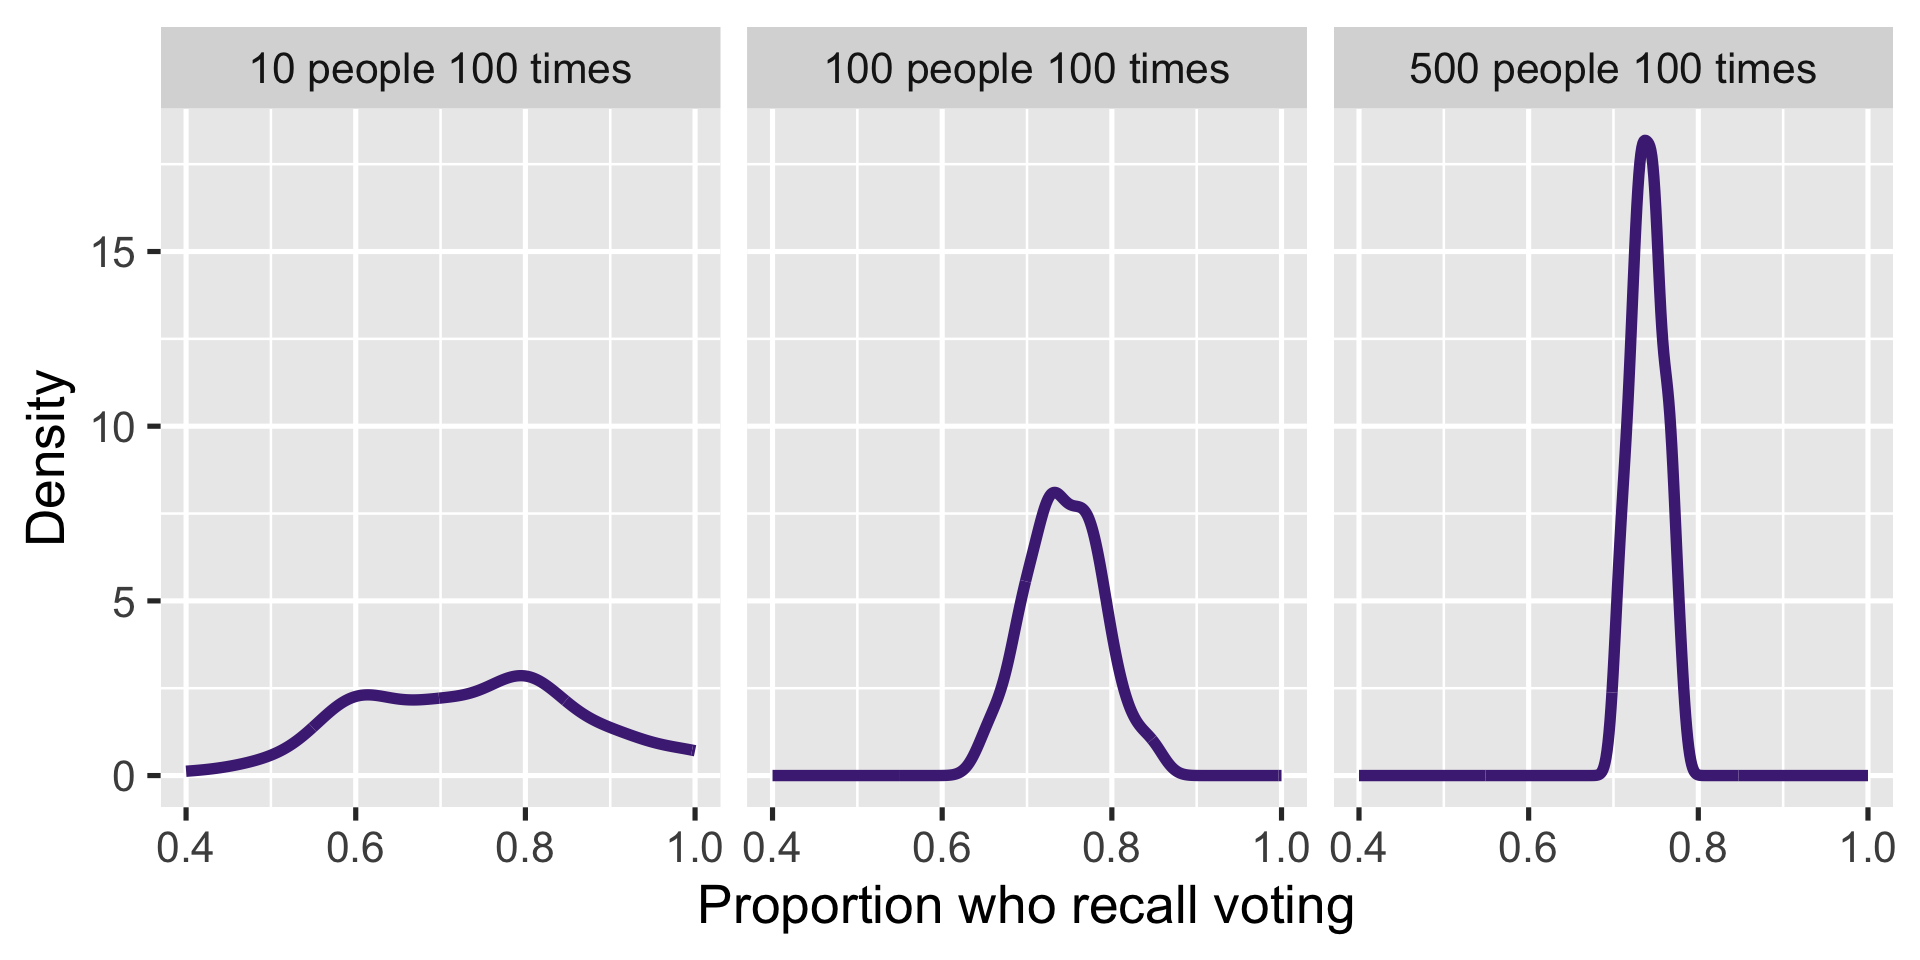 10 people 100 times
100 people 100 times
500 people 100 times
Density
15
10
5
0
0.4 0.6 0.8 1.0
0.4 0.6 0.8 1.0
0.4 0.6 0.8 1.0
Proportion who recall voting